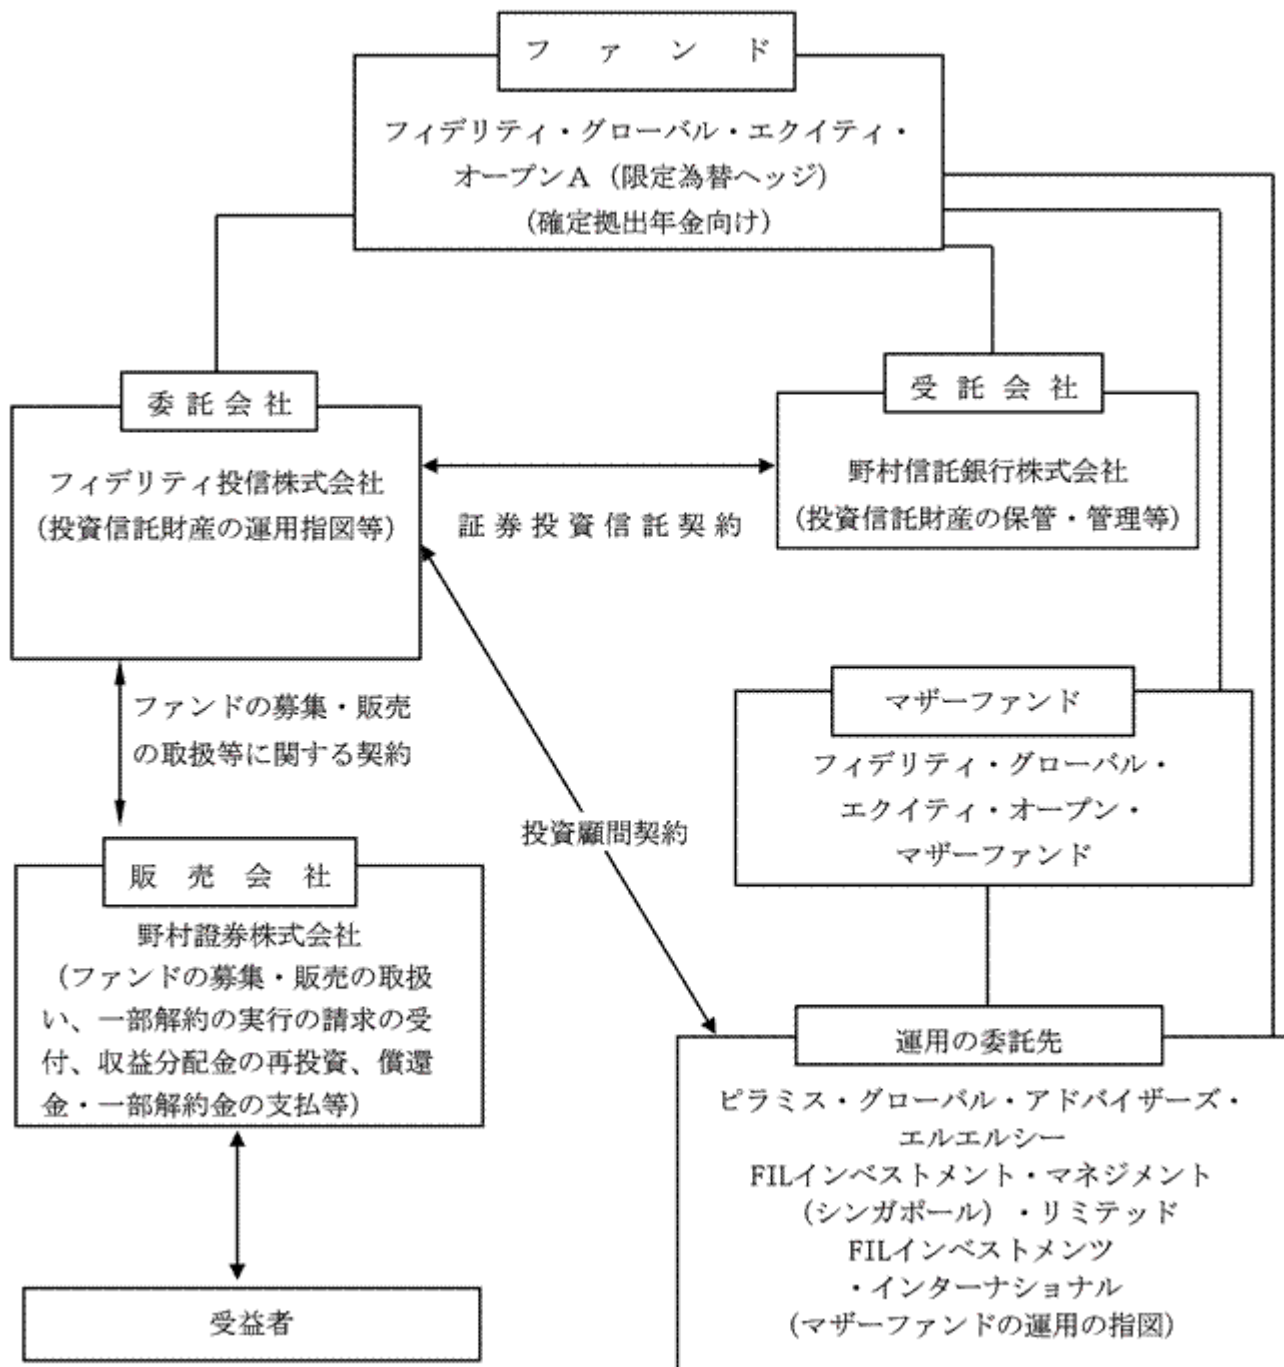 ファンド
フィデリティ・グローバル・エクイティ・
オープンA（限定為替ヘッジ）
（確定拠出年金向け）
委託会社
フィデリティ投信株式会社
（投資信託財産の運用指図等）
証券投資信託契約
受託会社
野村信託銀行株式会社
（投資信託財産の保管・管理等）
ファンドの募集・販売
の取扱等に関する契約
投資顧問契約
マザーファンド
フィデリティ・グローバル・
エクイティ・オープン・
マザーファンド
販売会社
野村證券株式会社
（ファンドの募集・販売の取扱
い、一部解約の実行の請求の受
付、収益分配金の再投資、償還
金・一部解約金の支払等）
運用の委託先
ピラミス・グローバル・アドバイザーズ・
エルエルシー
FILインベストメント・マネジメント
（シンガポール）・リミテッド
FILインベストメンツ
・インターナショナル
（マザーファンドの運用の指図）
受益者